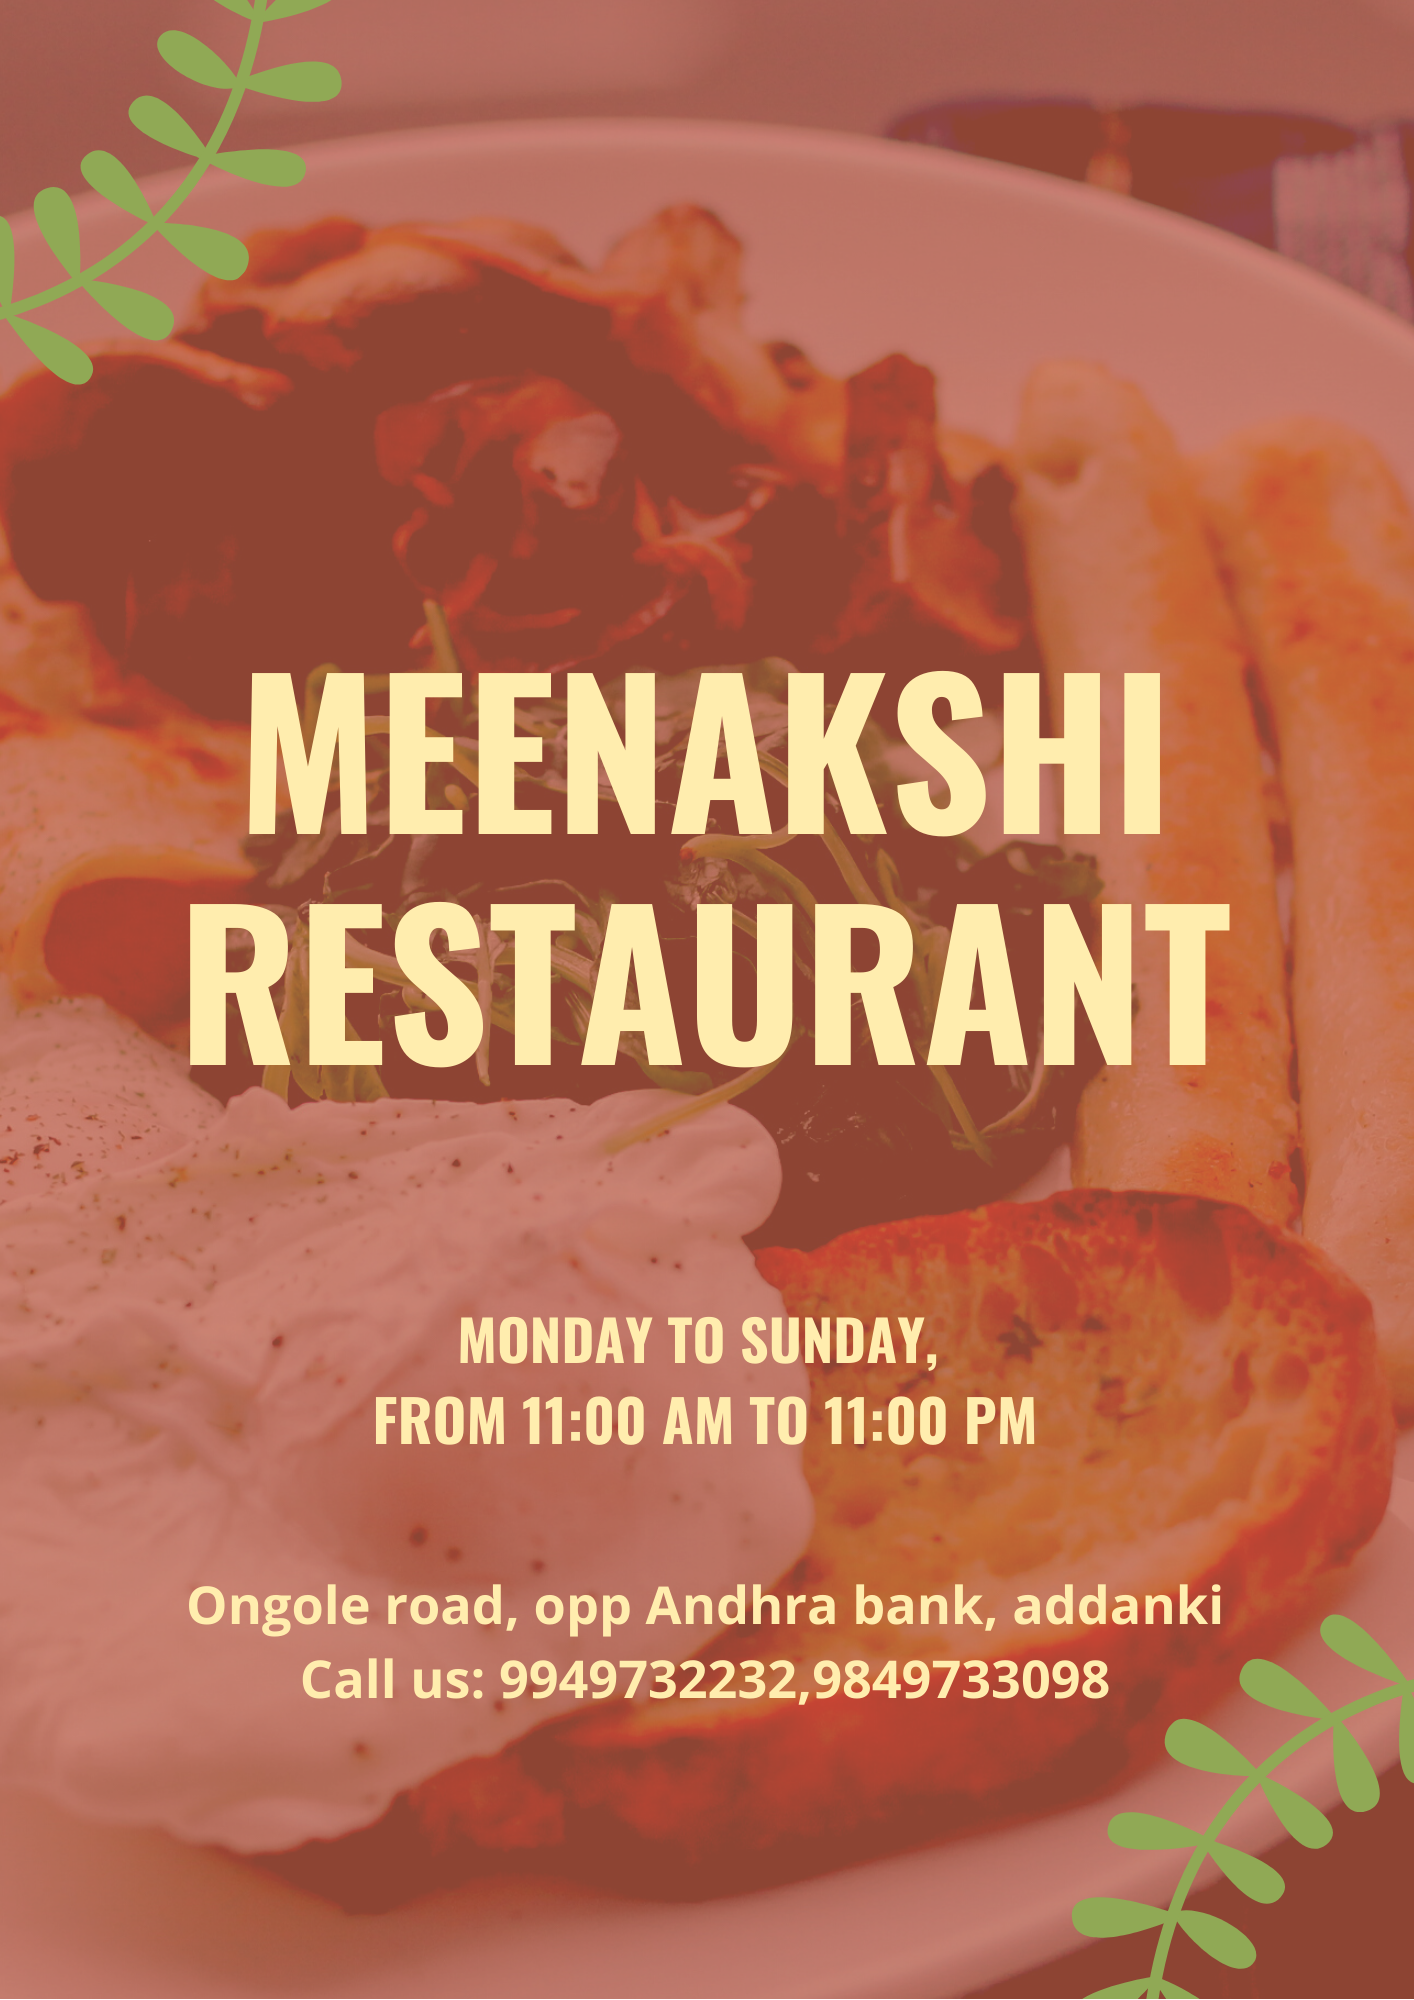 MEENAKSHI
RESTAURANT
MONDAY TO SUNDAY,
FROM 11:00 AM TO 11:00 PM
Ongole road, opp Andhra bank, addanki
Call us: 9949732232,9849733098